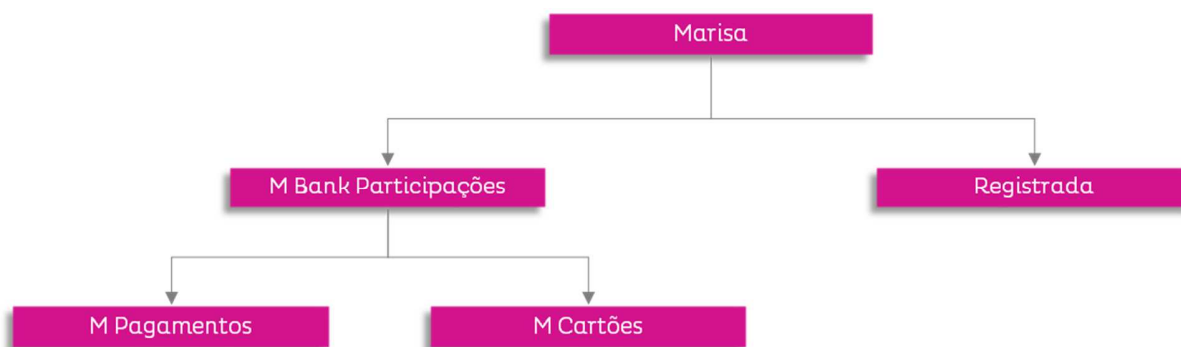 Marisa
M Bank Participações
Registrada
M Pagamentos
M Cartões